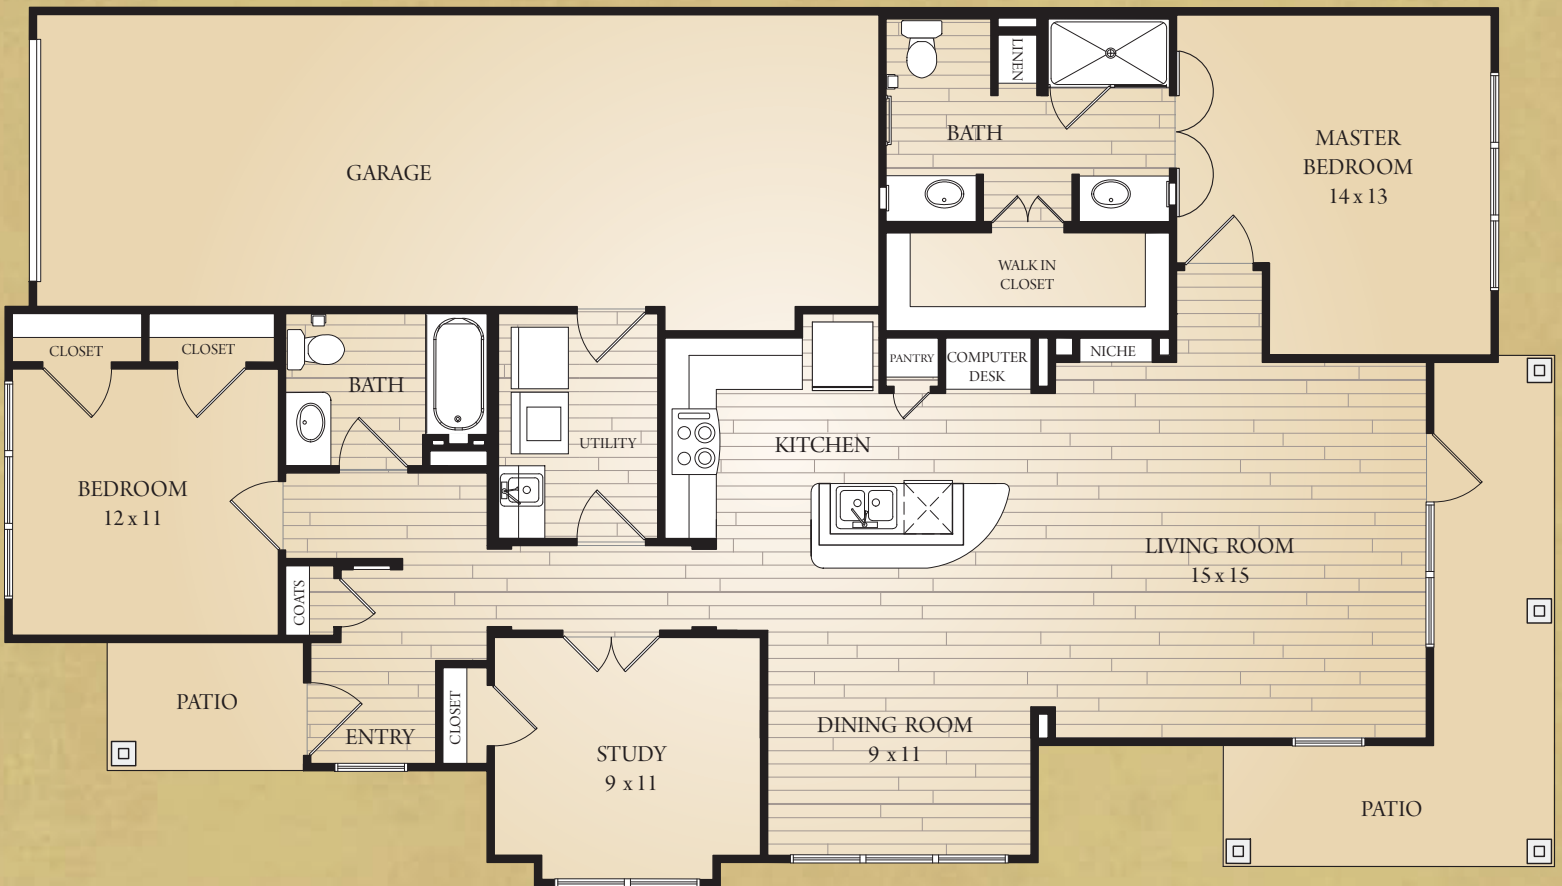 GARAGE
LINEN
BATH
MASTER
BEDROOM
14 x 13
WALK IN
CLOSET
CLOSET
CLOSET
BATH
UTILITY
PANTRY
COMPUTER
DESK
NICHE
KITCHEN
BEDROOM
12 x 11
COATS
LIVING ROOM
15 x 15
PATIO
ENTRY
CLOSET
STUDY
9 x 11
DINING ROOM
9 x 11
PATIO